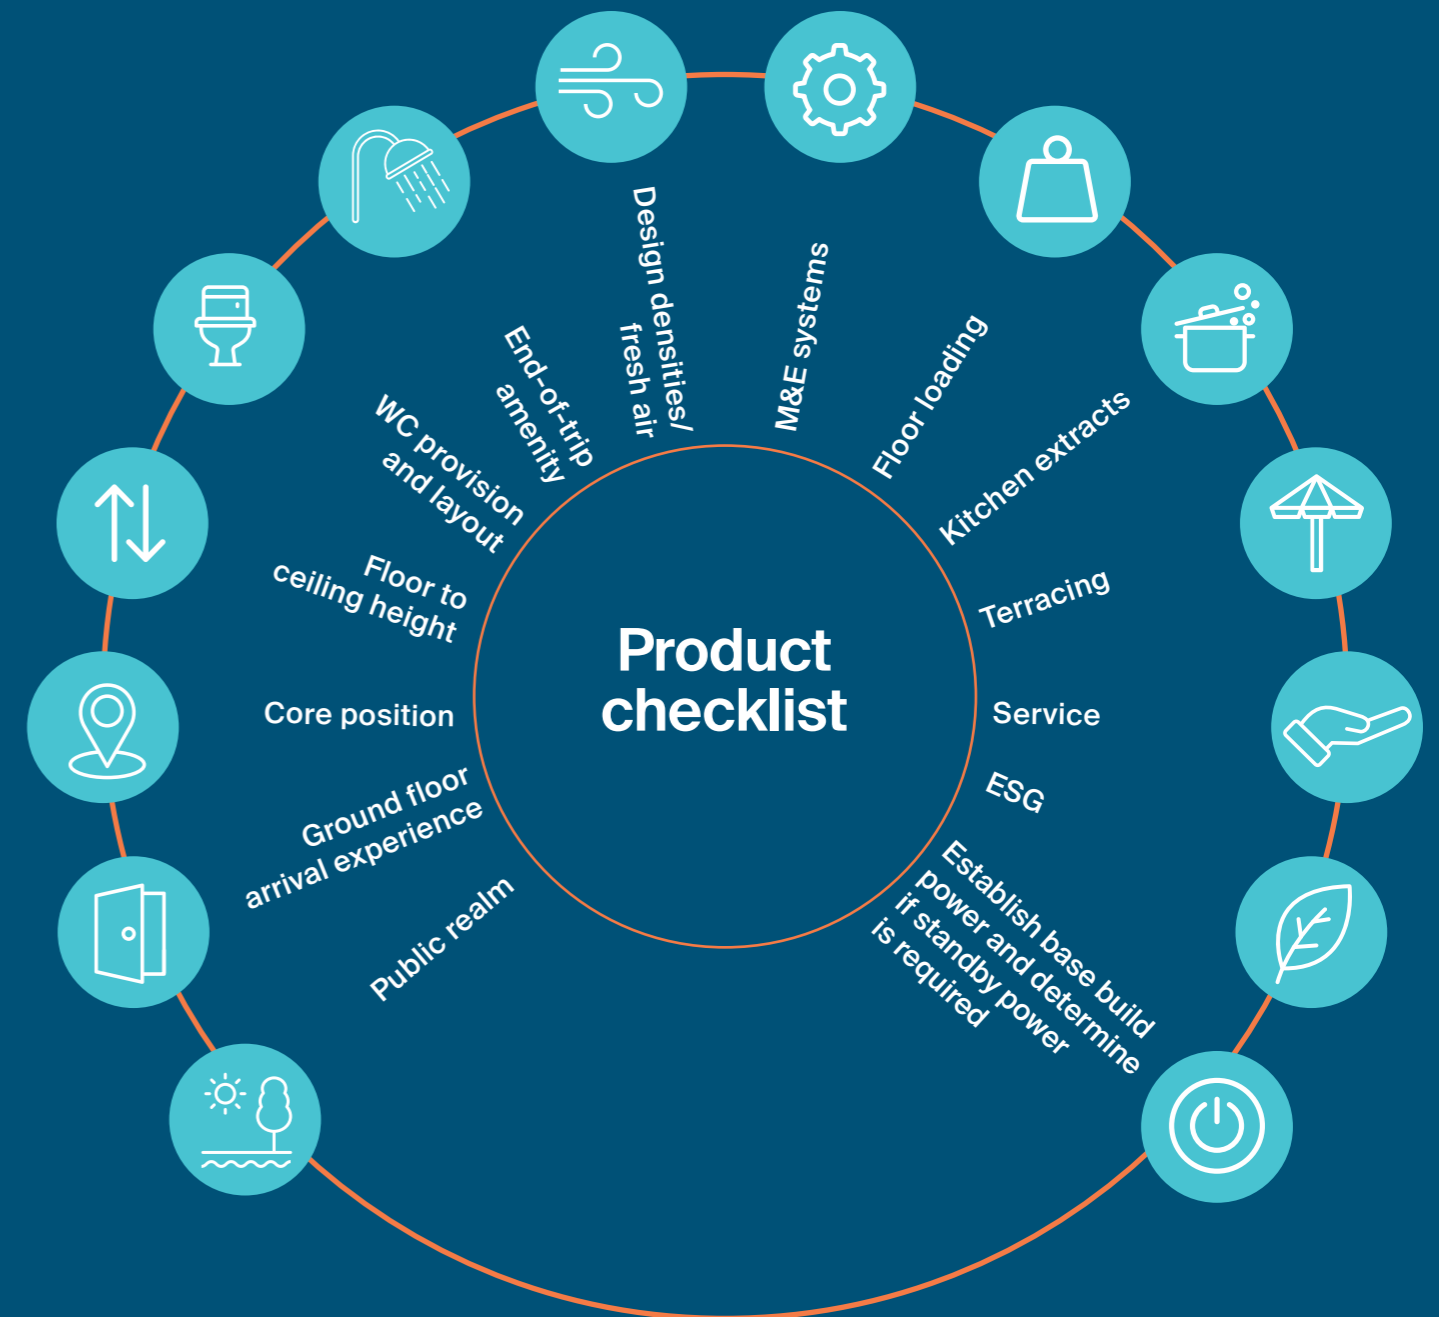 Product
checklist
Public realm
Ground floor
arrival experience
Core position
Floor to
ceiling height
WC provision
and layout
End-of-trip
amenity
Design densities/
fresh air
M&E systems
Floor loading
Kitchen extracts
Terracing
Service
ESG
Establish base build
power and determine
if standby power
is required